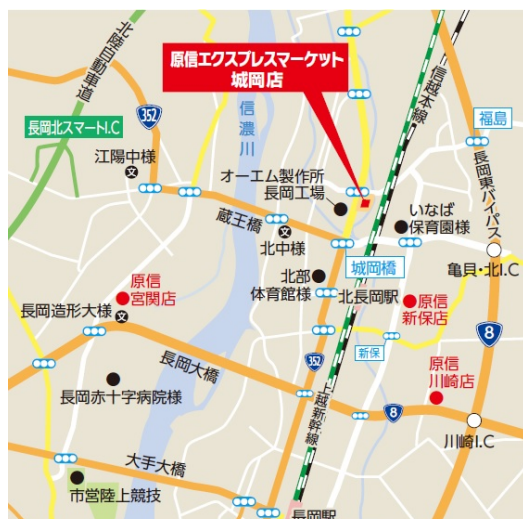 北陸自動車道
原信エクスプレスマーケット
城岡店
352
信濃川
信越本線
福島
長岡北スマートI.C
江陽中様
文
オーエム製作所
長岡工場
長岡東バイパス
蔵王橋
文
北中様
いなば
保育園様
城岡橋
亀貝・北I.C
北部
体育館様
北長岡駅
原信
宮関店
原信
新保店
長岡造形大様
文
8
新保
352
長岡大橋
原信
川崎店
上越新幹線
長岡赤十字病院様
8
川崎I.C
大手大橋
市営陸上競技
長岡駅